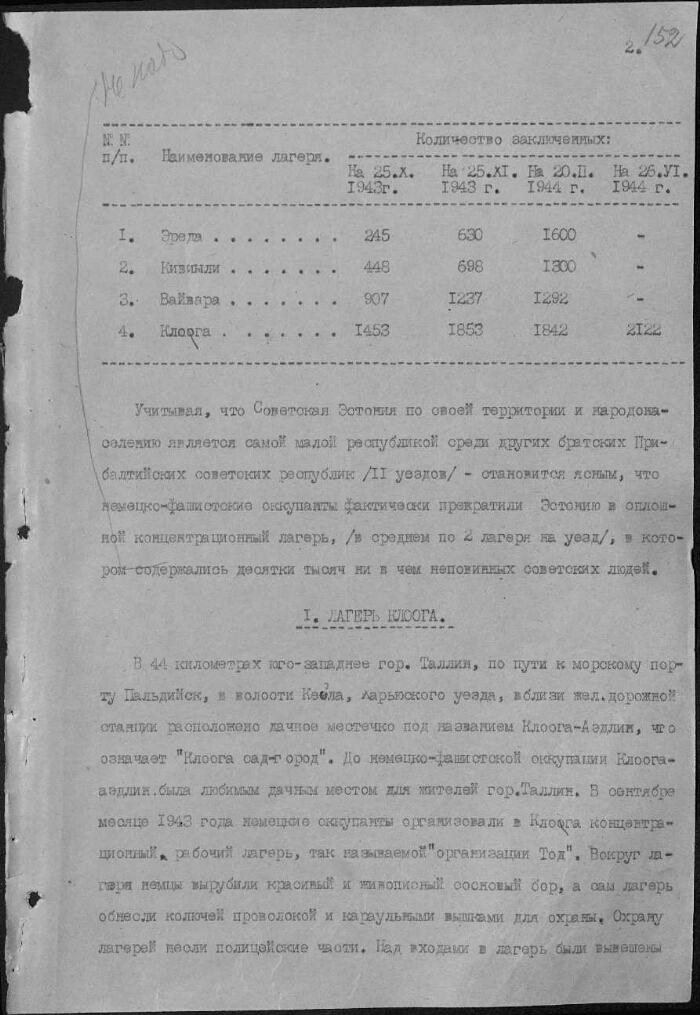 2. 152
Не надо
№ №
п/п. Наименование лагеря. Количество заключенных:
На 25.X. На 25.XI. На 20.II. На 26.VI.
1943г. 1943 г. 1944 г. 1944 г.
1. Эреда . . . . . . . . 245 630 1600 -
2. Кивиыли . . . . . . . 448 698 1300 -
3. Вайвара . . . . . . . 907 1237 1292 -
4. Клоога . . . . . . . 1453 1853 1842 2122
Учитывая, что Советская Эстония по своей территории и народона-
селению является самой малой республикой среди других братских При-
балтийских советских республик /II уездов/ - становится ясным, что
немецко-фашистские оккупанты фактически прекратили Эстонию в сплош-
ной концентрационный лагерь, /в среднем по 2 лагеря на уезд/, в кото-
ром содержались десятки тысяч ни в чем неповинных советских людей.
I. ЛАГЕРЬ КЛООГА.
В 44 километрах юго-западнее гор. Таллин, по пути к морскому пор-
ту Пальдийск, в волости Кейла, Харьюского уезда, вблизи жел.дорожной
станции расположено дачное местечко под названием Клоога-Аэдлин, что
означает "Клоога сад-город". До немецко-фашистской оккупации Клоога-
аэдлин.была любимым дачным местом для жителей гор.Таллин. В сентябре
месяце 1943 года немецкие оккупанты организовали в Клоога концентра-
ционный, рабочий лагерь, так называемой "организации Тод". Вокруг ла-
геря немцы вырубили красивый и живописный сосновый бор, а сам лагерь
обнесли колючей проволокой и караульными вышками для охраны. Охрану
лагерей несли полицейские части. Над входами в лагерь были вывешены